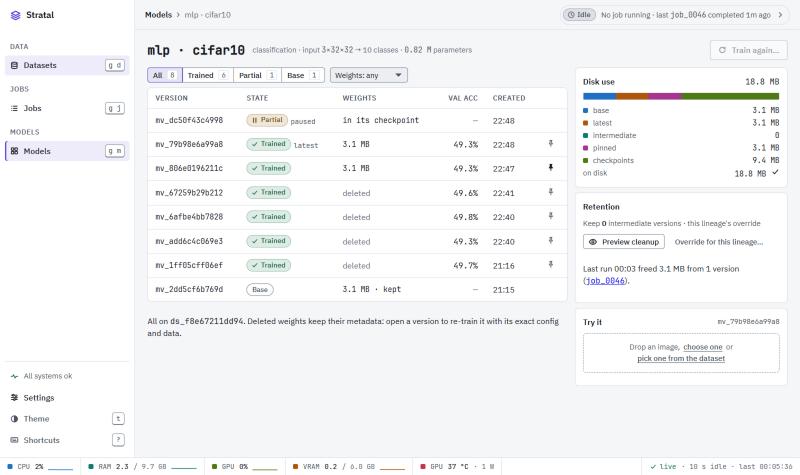 Stratal
Models > mlp · cifar10
Idle No job running · last job_0046 completed 1m ago
DATA
Datasets g d
JOBS
Jobs g j
MODELS
Models g m
mlp · cifar10 classification · input 3×32×32 → 10 classes · 0.82 M parameters
Train again…
All 8 Trained 6 Partial 1 Base 1 Weights: any
VERSION STATE WEIGHTS VAL ACC CREATED
mv_dc50f43c4998 Partial paused in its checkpoint — 22:48
mv_79b98e6a99a8 Trained latest 3.1 MB 49.3% 22:48
mv_806e0196211c Trained 3.1 MB 49.3% 22:47
mv_67259b29b212 Trained deleted 49.6% 22:41
mv_6afbe4bb7828 Trained deleted 49.8% 22:40
mv_add6c4c069e3 Trained deleted 49.3% 22:40
mv_1ff05cff06ef Trained deleted 49.7% 21:16
mv_2dd5cf6b769d Base 3.1 MB · kept — 21:15
All on ds_f8e67211dd94. Deleted weights keep their metadata: open a version to re-train it with its exact config
and data.
Disk use 18.8 MB
base 3.1 MB
latest 3.1 MB
intermediate 0
pinned 3.1 MB
checkpoints 9.4 MB
on disk 18.8 MB
Retention
Keep 0 intermediate versions · this lineage's override
Preview cleanup Override for this lineage…
Last run 00:03 freed 3.1 MB from 1 version
(job_0046).
Try it mv_79b98e6a99a8
Drop an image, choose one or
pick one from the dataset
All systems ok
Settings
Theme t
Shortcuts ?
CPU 2% RAM 2.3 / 9.7 GB GPU 0% VRAM 0.2 / 6.0 GB GPU 37 °C · 1 W live · 10 s idle · last 00:05:36